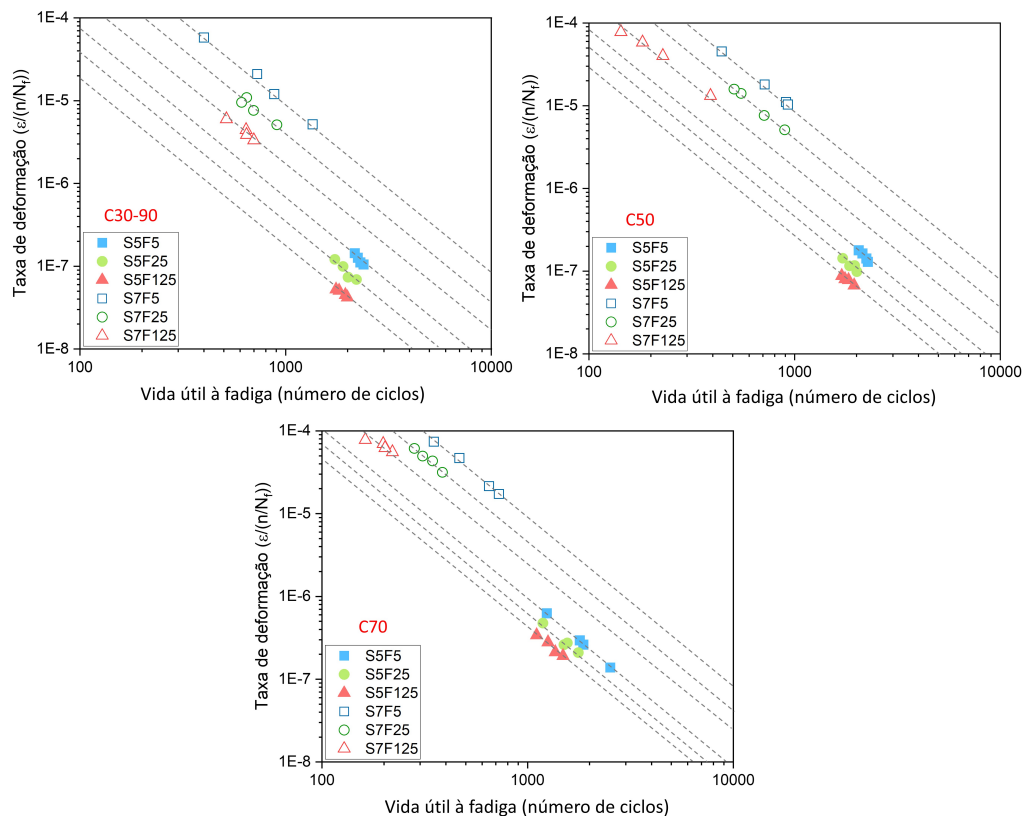 1E-4
1E-5
1E-6
1E-7
1E-8
Taxa de deformação (ε/(n/Nf))
C30-90
S5F5
S5F25
S5F125
S7F5
S7F25
S7F125
100
1000
10000
Vida útil à fadiga (número de ciclos)
1E-4
1E-5
1E-6
1E-7
1E-8
Taxa de deformação (ε/(n/Nf))
C50
S5F5
S5F25
S5F125
S7F5
S7F25
S7F125
100
1000
10000
Vida útil à fadiga (número de ciclos)
1E-4
1E-5
1E-6
1E-7
1E-8
Taxa de deformação (ε/(n/Nf))
C70
S5F5
S5F25
S5F125
S7F5
S7F25
S7F125
100
1000
10000
Vida útil à fadiga (número de ciclos)